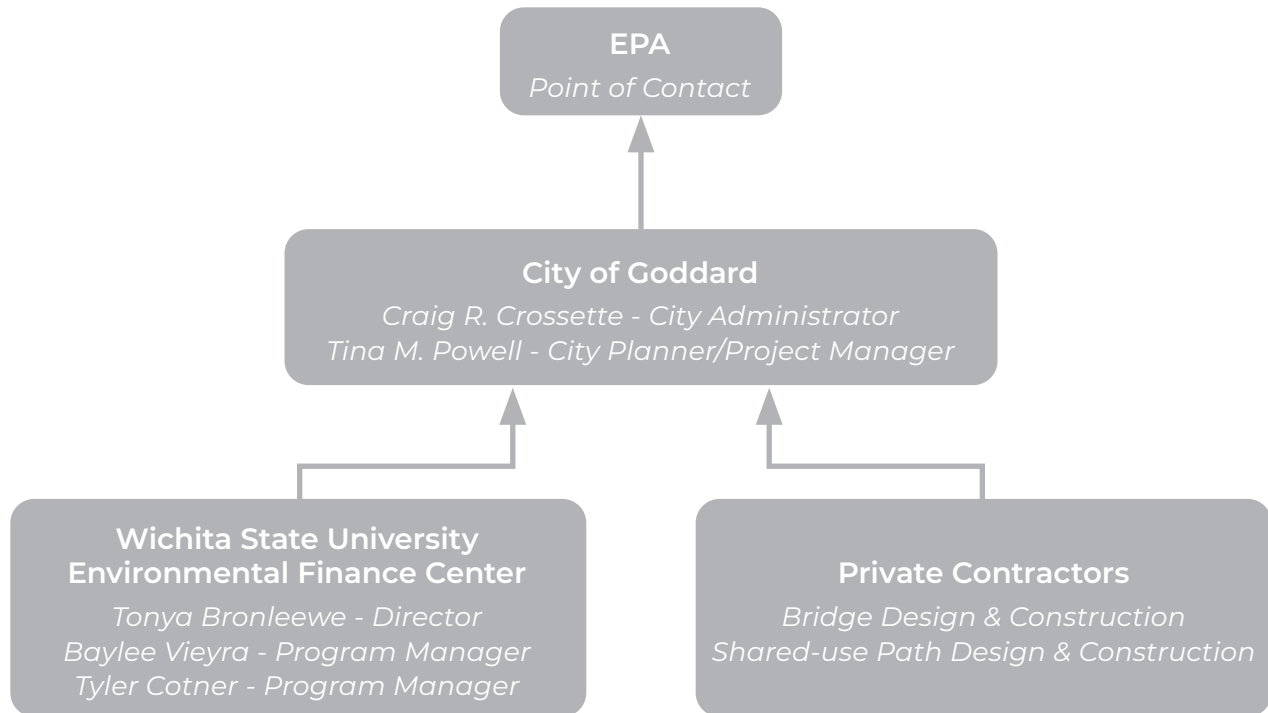 EPA
Point of Contact
City of Goddard
Craig R. Crossette - City Administrator
Tina M. Powell - City Planner/Project Manager
Wichita State University
Environmental Finance Center
Tonya Bronleewe - Director
Baylee Vieyra - Program Manager
Tyler Cotner - Program Manager
Private Contractors
Bridge Design & Construction
Shared-use Path Design & Construction